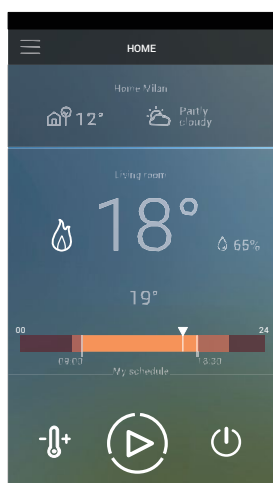 HOME
Home Milan
12°
Partly
cloudy
Living room
18°
65%
19°
00 24
09:00 18:30
My schedule